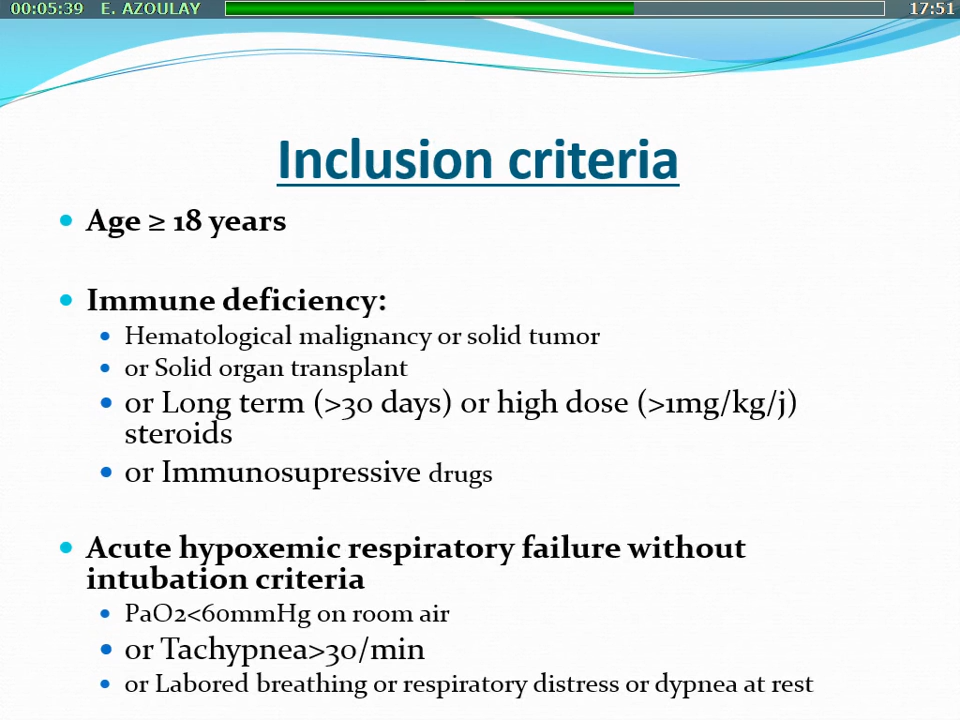 00:05:39 E. AZOULAY 17:51
Inclusion criteria
• Age ≥ 18 years
• Immune deficiency:
• Hematological malignancy or solid tumor
• or Solid organ transplant
• or Long term (>30 days) or high dose (>1mg/kg/j)
steroids
• or Immunosupressive drugs
• Acute hypoxemic respiratory failure without
intubation criteria
• PaO2<60mmHg on room air
• or Tachypnea>30/min
• or Labored breathing or respiratory distress or dypnea at rest